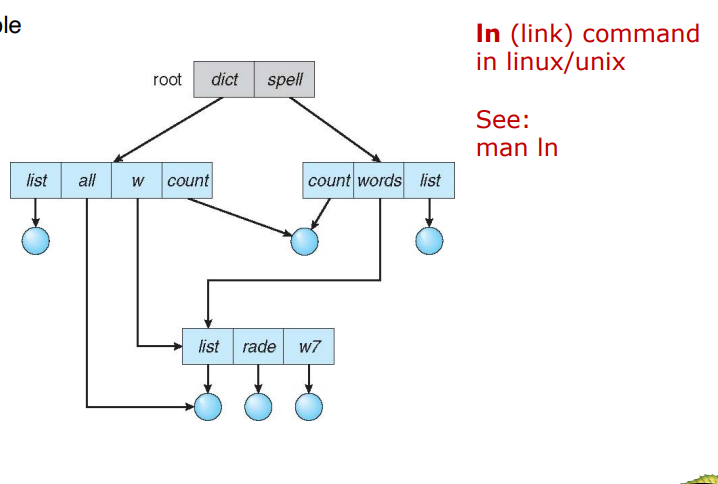 ole
ln (link) command
in linux/unix
root dict spell
See:
man ln
list all w count count words list
list rade w7